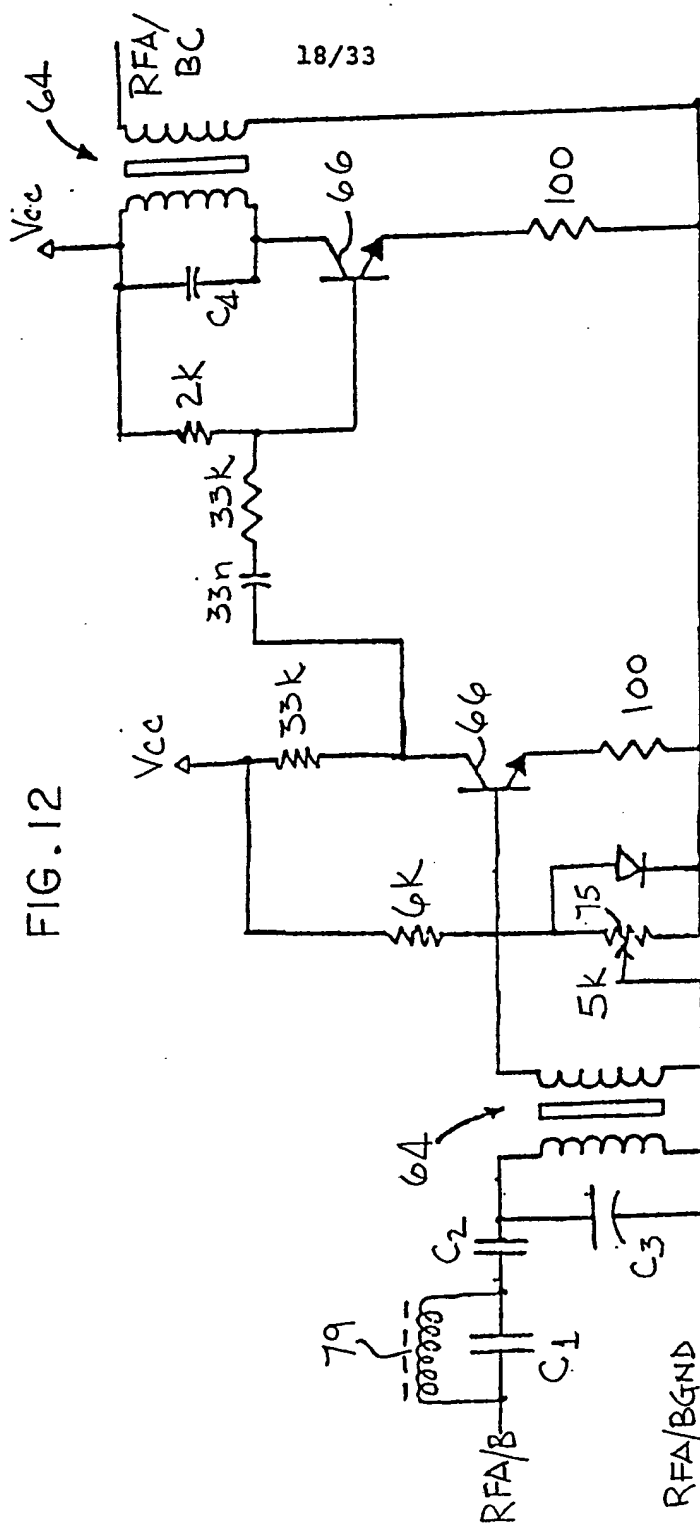 18/33
FIG.12
64
RFA/
BC
Vcc
66
C4
2K
100
33K
33n
Vcc
33k
66
100
6K
75
5K
64
C2
C3
79
C1
RFA/B
RFA/BGND